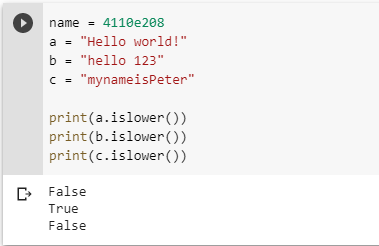 name = 4110e208
a = "Hello world!"
b = "hello 123"
c = "mynameisPeter"
print(a.islower())
print(b.islower())
print(c.islower())
False
True
False